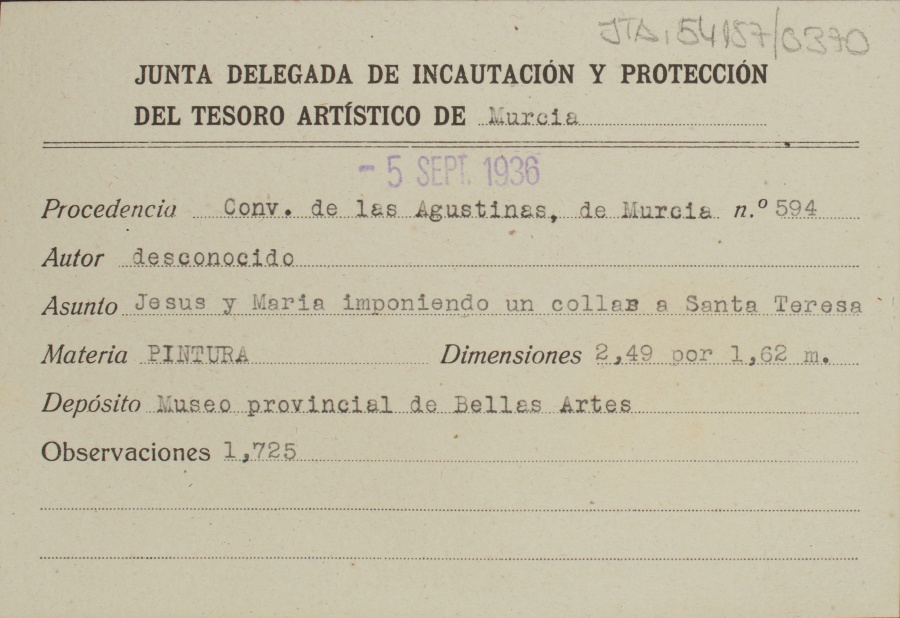 JTA, 54157/0370
JUNTA DELEGADA DE INCAUTACIÓN Y PROTECCIÓN
DEL TESORO ARTÍSTICO DE Murcia
- 5 SEPT. 1936
Procedencia Conv. de las Agustinas, de Murcia n.º 594
Autor desconocido
Asunto Jesus y Maria imponiendo un collar a Santa Teresa
Materia PINTURA Dimensiones 2,49 por 1,62 m.
Depósito Museo provincial de Bellas Artes
Observaciones 1,725